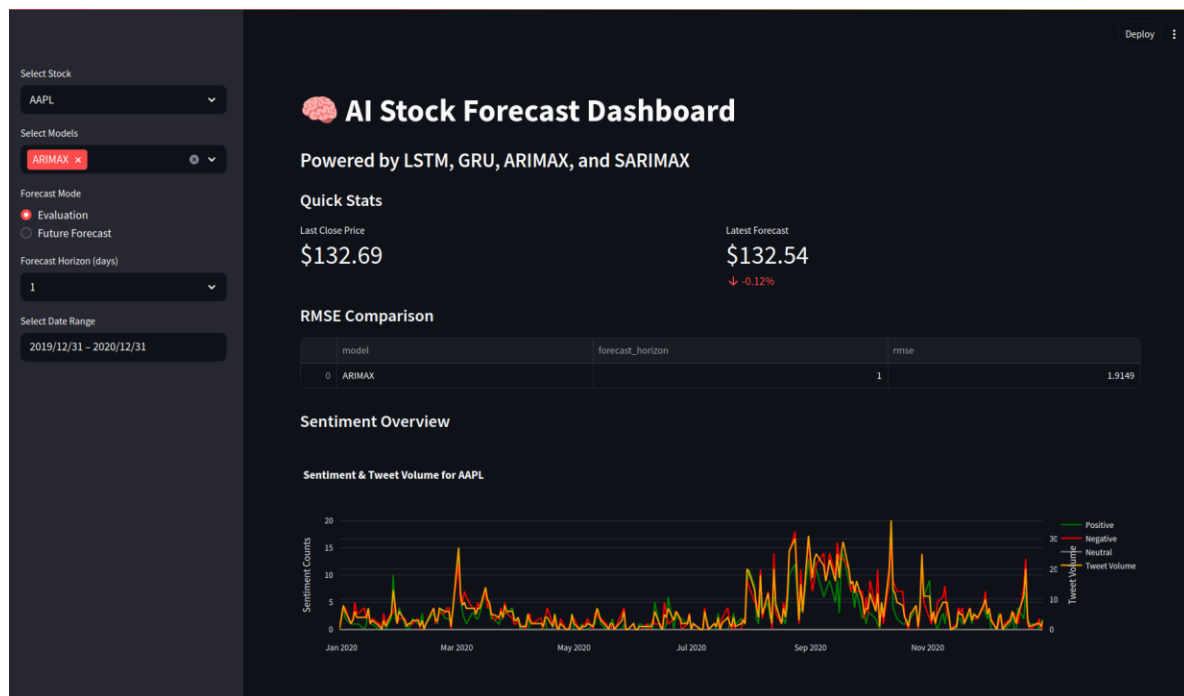 Deploy
Select Stock
AAPL
Select Models
ARIMAX ×
Forecast Mode
Evaluation
Future Forecast
Forecast Horizon (days)
1
Select Date Range
2019/12/31 – 2020/12/31
🧠 AI Stock Forecast Dashboard
Powered by LSTM, GRU, ARIMAX, and SARIMAX
Quick Stats
Last Close Price Latest Forecast
$132.69 $132.54
↓ -0.12%
RMSE Comparison
model forecast_horizon rmse
0 ARIMAX 1 1.9149
Sentiment Overview
Sentiment & Tweet Volume for AAPL
Sentiment Counts
20
15
10
5
0
Jan 2020 Mar 2020 May 2020 Jul 2020 Sep 2020 Nov 2020
30
20
10
0
Tweet Volume
Positive
Negative
Neutral
Tweet Volume